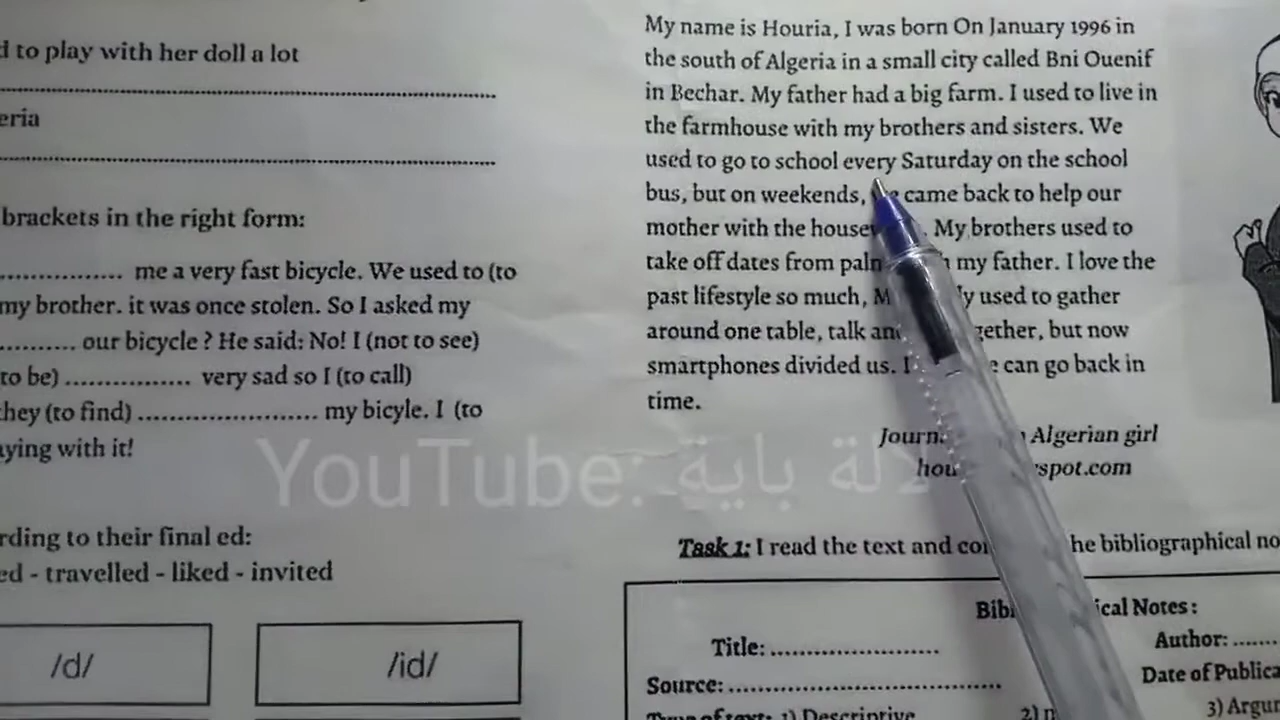 d to play with her doll a lot
eria
brackets in the right form:
me a very fast bicycle. We used to (to
my brother. it was once stolen. So I asked my
our bicycle ? He said: No! I (not to see)
to be) ................ very sad so I (to call)
they (to find) ....................... my bicyle. I (to
aying with it!
rding to their final ed:
ed - travelled - liked - invited
/d/
/id/
My name is Houria, I was born On January 1996 in
the south of Algeria in a small city called Bni Ouenif
in Bechar. My father had a big farm. I used to live in
the farmhouse with my brothers and sisters. We
used to go to school every Saturday on the school
bus, but on weekends, came back to help our
mother with the My brothers used to
take off dates from my father. I love the
past lifestyle so much, used to gather
around one table, talk but now
smartphones divided us. can go back in
time.
Algerian girl
spot.com
Task 1: I read the text and he bibliographical
ical Notes :
Title: ........................
Author: .......
Source: .......................................
Date of
1) Descriptive
2)
3)
YouTube: لالة باية